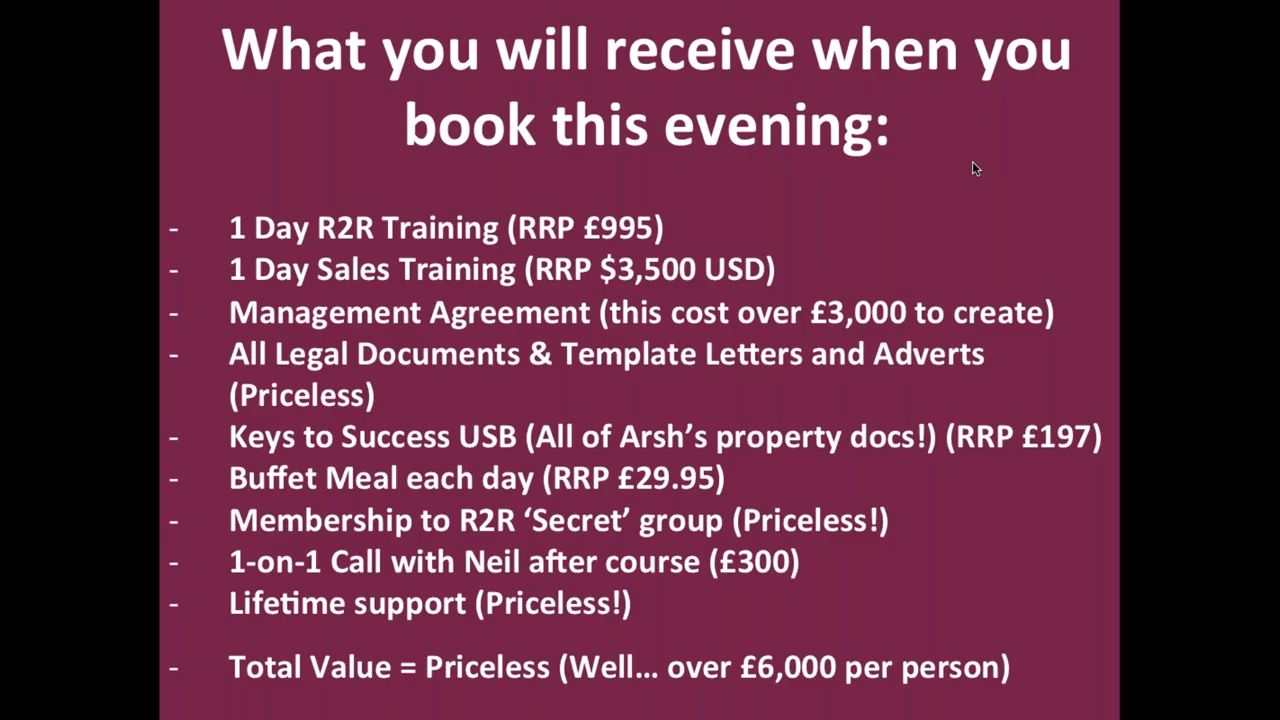 What you will receive when you
book this evening:
- 1 Day R2R Training (RRP £995)
- 1 Day Sales Training (RRP $3,500 USD)
- Management Agreement (this cost over £3,000 to create)
- All Legal Documents & Template Letters and Adverts
(Priceless)
- Keys to Success USB (All of Arsh’s property docs!) (RRP £197)
- Buffet Meal each day (RRP £29.95)
- Membership to R2R ‘Secret’ group (Priceless!)
- 1-on-1 Call with Neil after course (£300)
- Lifetime support (Priceless!)
- Total Value = Priceless (Well... over £6,000 per person)